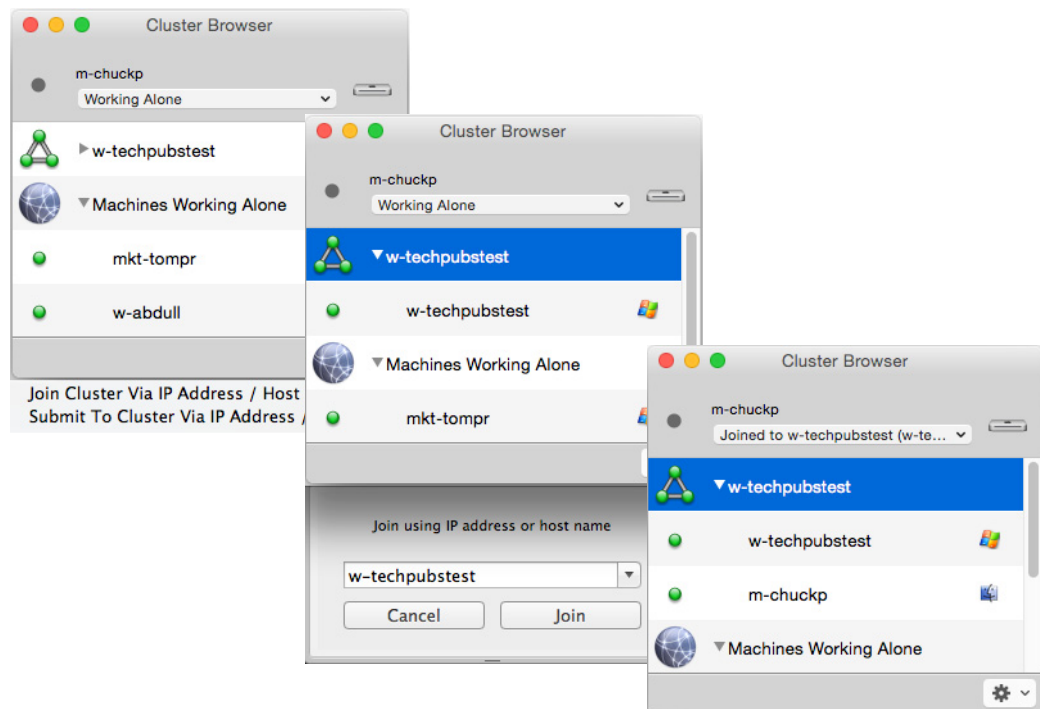 Cluster Browser
m-chuckp
Working Alone
w-techpubstest
Machines Working Alone
mkt-tompr
w-abdull
Join Cluster Via IP Address / Host
Submit To Cluster Via IP Address /
Cluster Browser
m-chuckp
Working Alone
w-techpubstest
w-techpubstest
Machines Working Alone
mkt-tompr
Join using IP address or host name
w-techpubstest
Cancel Join
Cluster Browser
m-chuckp
Joined to w-techpubstest (w-te...
w-techpubstest
w-techpubstest
m-chuckp
Machines Working Alone